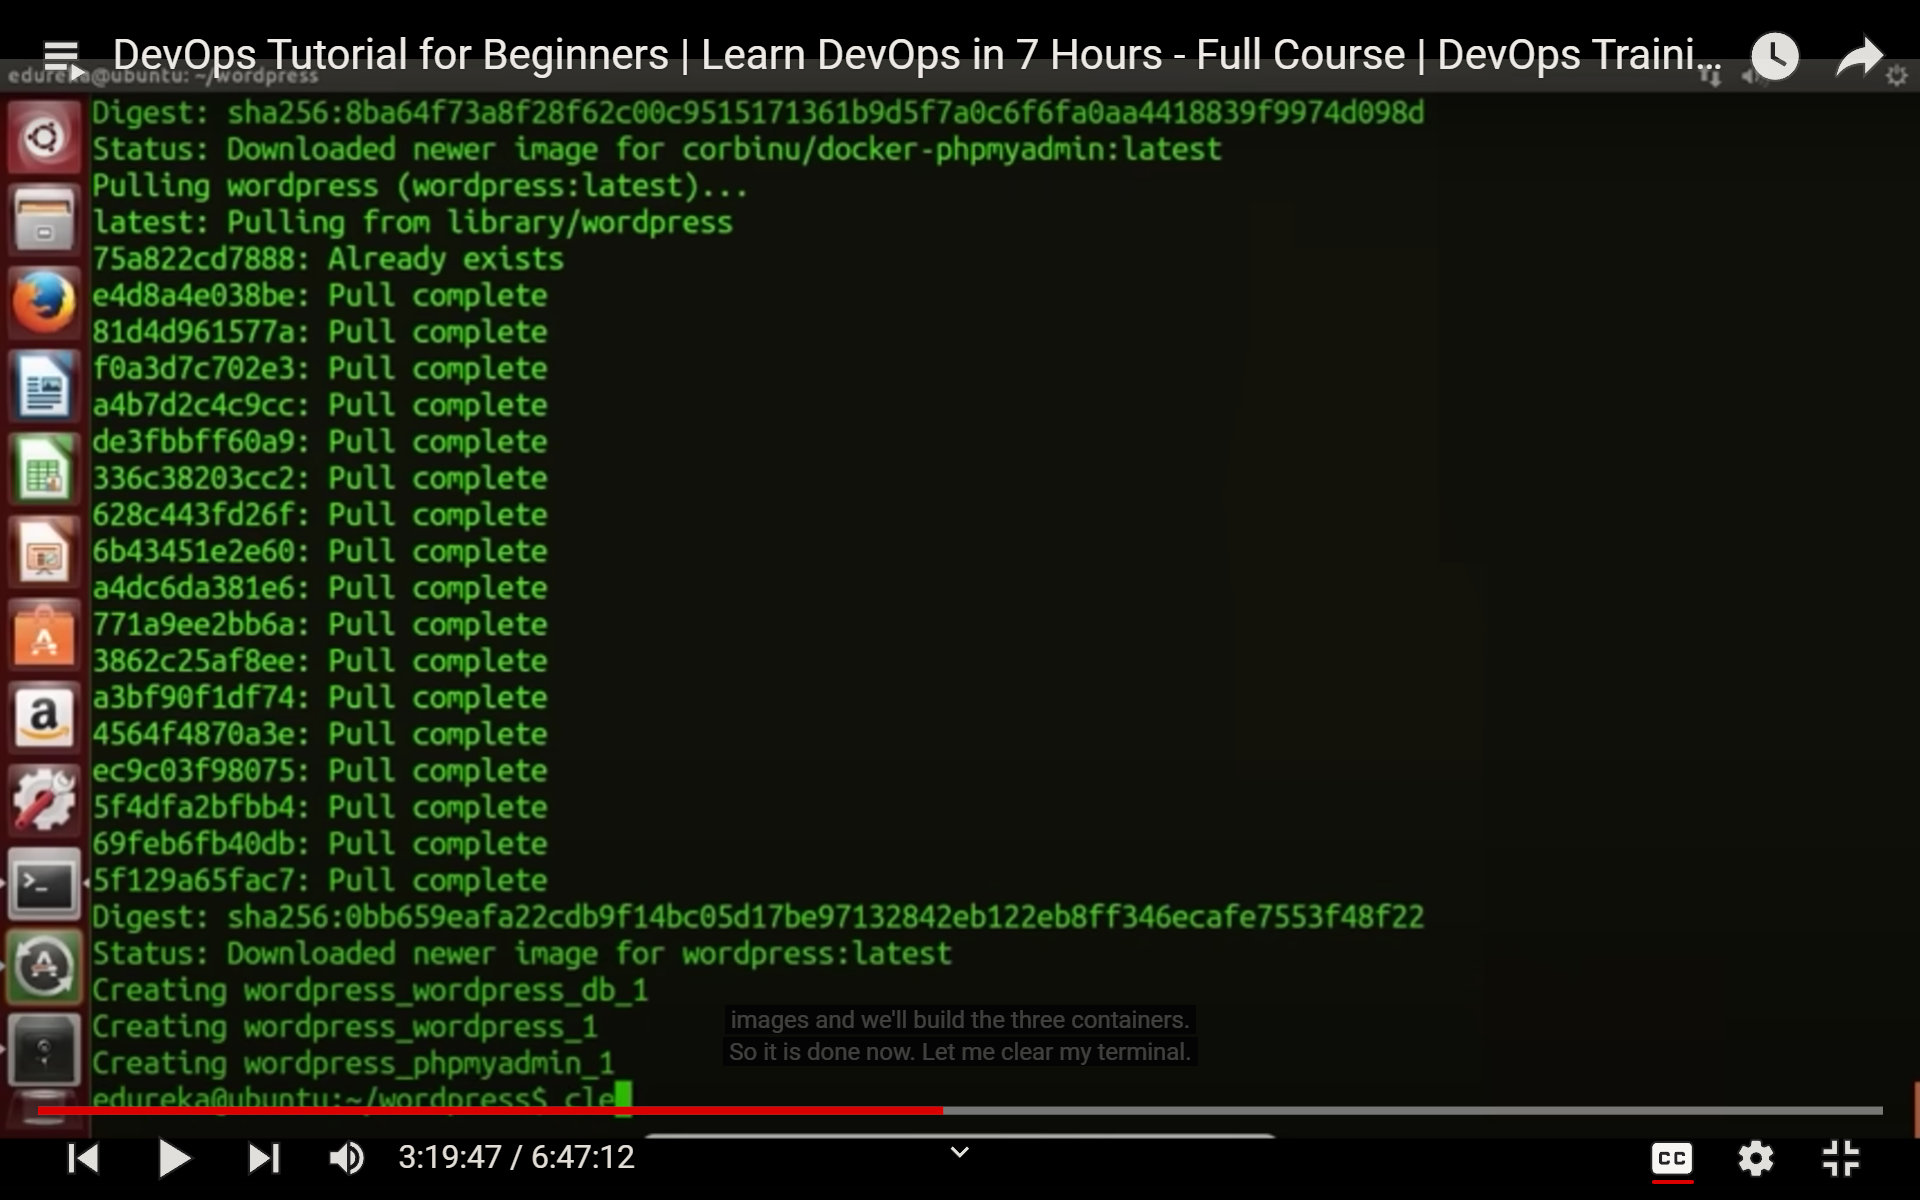 DevOps Tutorial for Beginners | Learn DevOps in 7 Hours - Full Course | DevOps Traini...
edureka@ubuntu: ~/wordpress
Digest: sha256:8ba64f73a8f28f62c00c9515171361b9d5f7a0c6f6fa0aa4418839f9974d098d
Status: Downloaded newer image for corbinu/docker-phpmyadmin:latest
Pulling wordpress (wordpress:latest)...
latest: Pulling from library/wordpress
75a822cd7888: Already exists
e4d8a4e038be: Pull complete
81d4d961577a: Pull complete
f0a3d7c702e3: Pull complete
a4b7d2c4c9cc: Pull complete
de3fbbff60a9: Pull complete
336c38203cc2: Pull complete
628c443fd26f: Pull complete
6b43451e2e60: Pull complete
a4dc6da381e6: Pull complete
771a9ee2bb6a: Pull complete
3862c25af8ee: Pull complete
a3bf90f1df74: Pull complete
4564f4870a3e: Pull complete
ec9c03f98075: Pull complete
5f4dfa2bfbb4: Pull complete
69feb6fb40db: Pull complete
5f129a65fac7: Pull complete
Digest: sha256:0bb659eafa22cdb9f14bc05d17be97132842eb122eb8ff346ecafe7553f48f22
Status: Downloaded newer image for wordpress:latest
Creating wordpress_wordpress_db_1
Creating wordpress_wordpress_1
Creating wordpress_phpmyadmin_1
edureka@ubuntu:~/wordpress$ cle
images and we'll build the three containers.
So it is done now. Let me clear my terminal.
3:19:47 / 6:47:12
CC